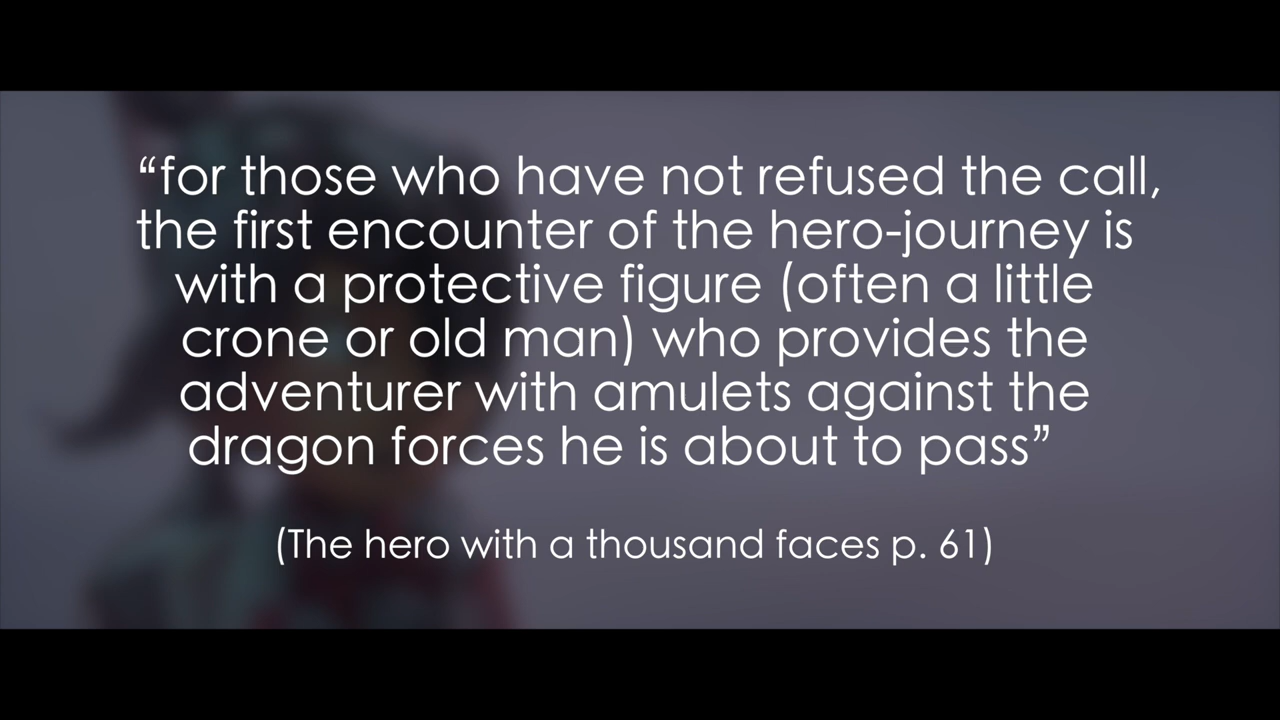 “for those who have not refused the call,
the first encounter of the hero-journey is
with a protective figure (often a little
crone or old man) who provides the
adventurer with amulets against the
dragon forces he is about to pass”
(The hero with a thousand faces p. 61)